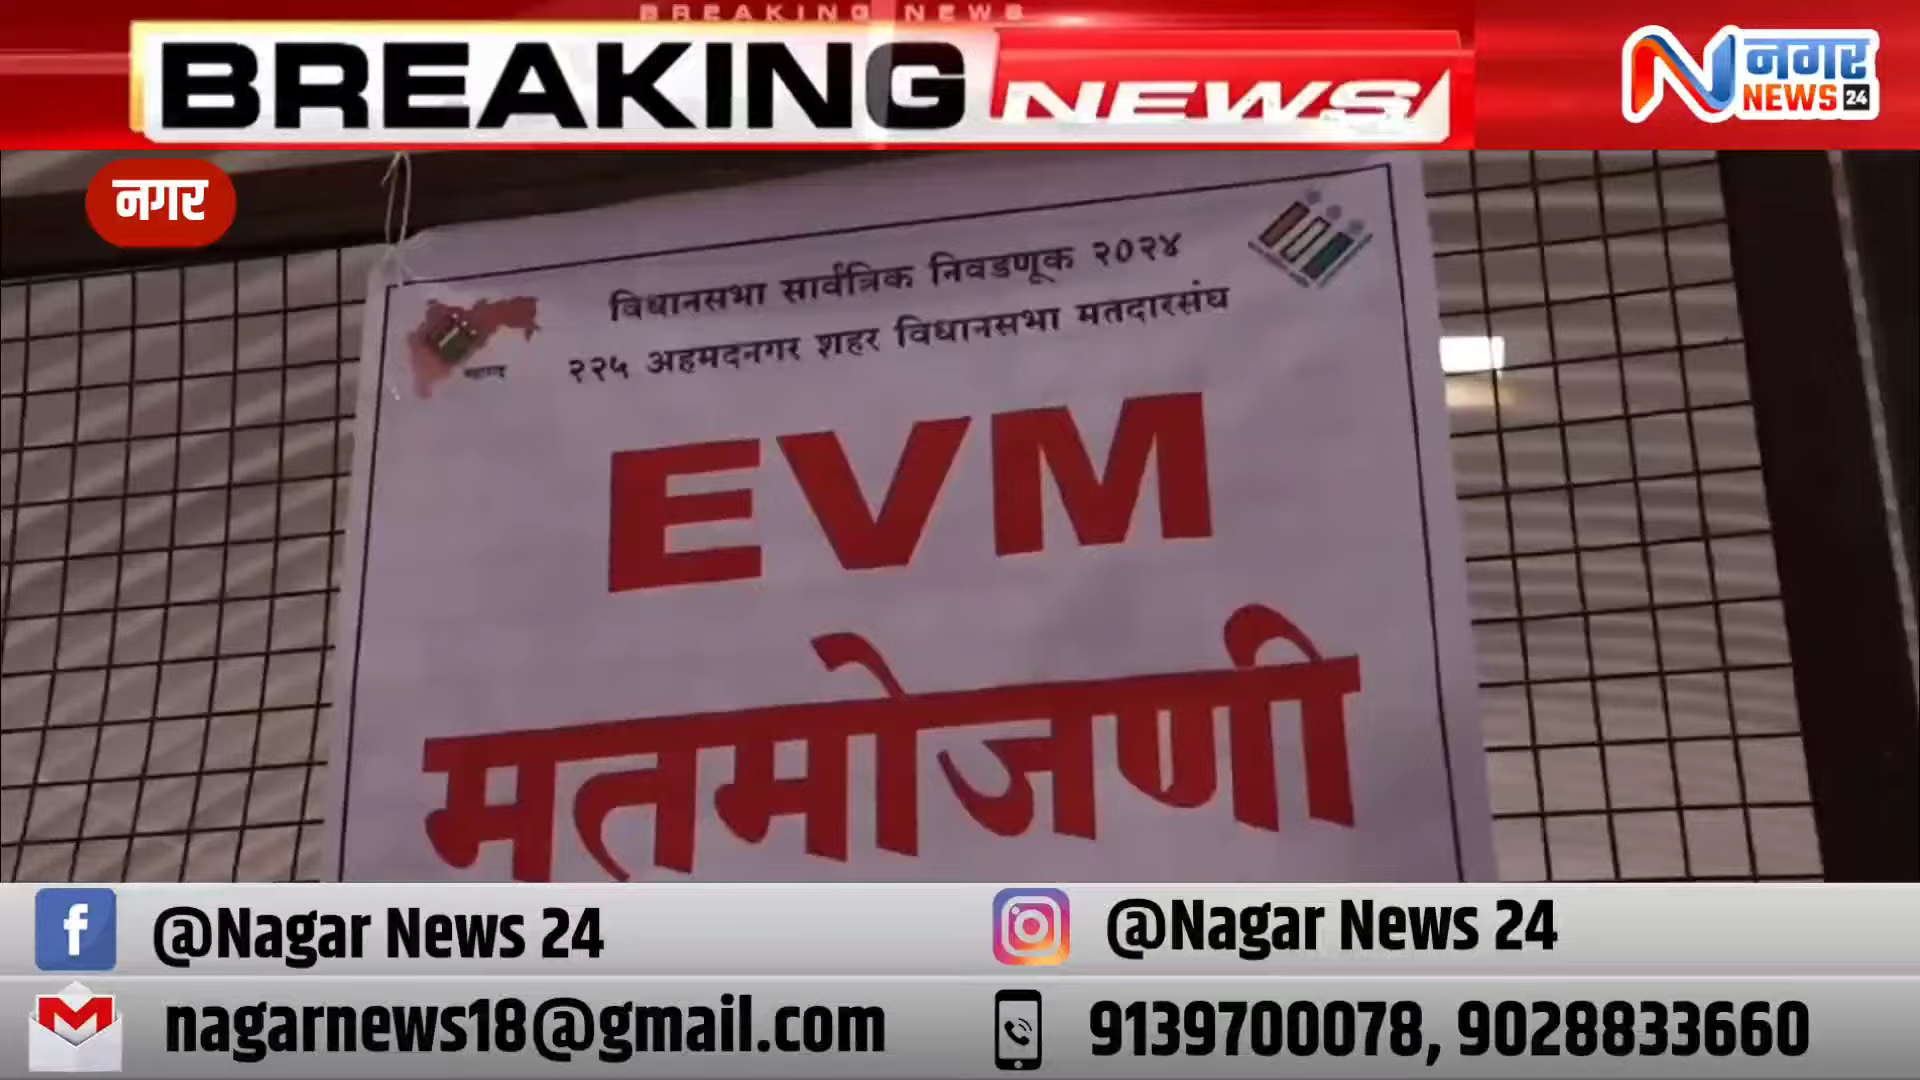 BREAKING NEWS
BREAKING NEWS
नगर
NEWS 24
नगर
विधानसभा सार्वत्रिक निवडणूक २०२४
२२५ अहमदनगर शहर विधानसभा मतदारसंघ
EVM
मतमोजणी
@Nagar News 24
@Nagar News 24
nagarnews18@gmail.com
9139700078, 9028833660